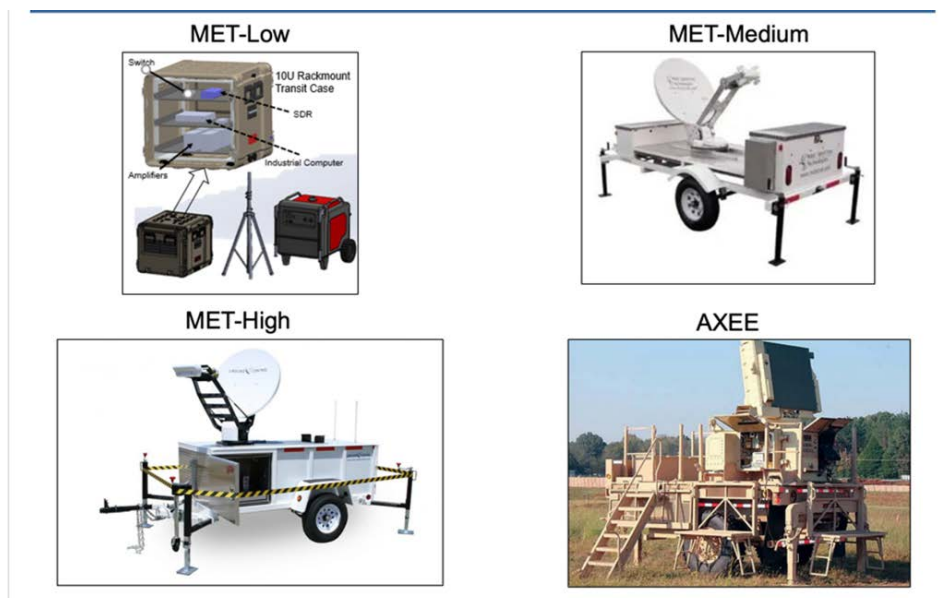 MET-Low
MET-Medium
Switch
10U Rackmount
Transit Case
SDR
Industrial Computer
Amplifiers
MET-High
AXEE